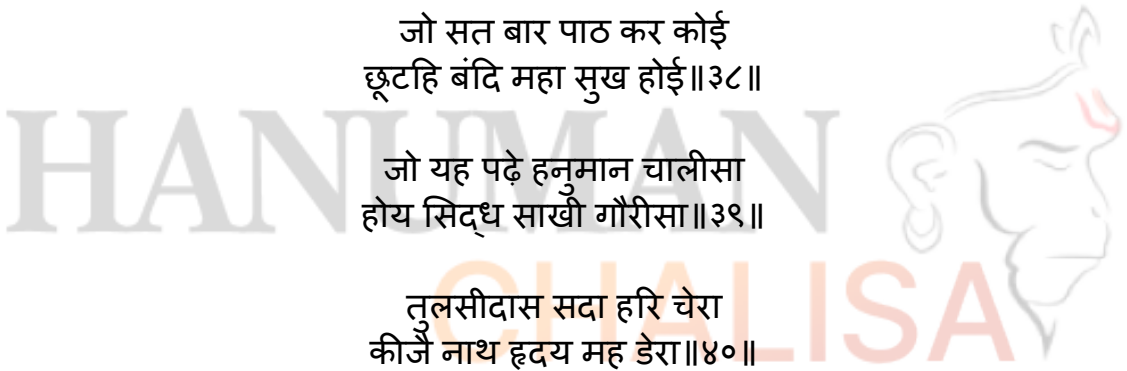 जो सत बार पाठ कर कोई
छूटहि बंदि महा सुख होई॥३८॥
जो यह पढ़े हनुमान चालीसा
होय सिद्ध साखी गौरीसा॥३९॥
तुलसीदास सदा हरि चेरा
कीजै नाथ हृदय मह डेरा॥४०॥
HANUMAN
CHALISA